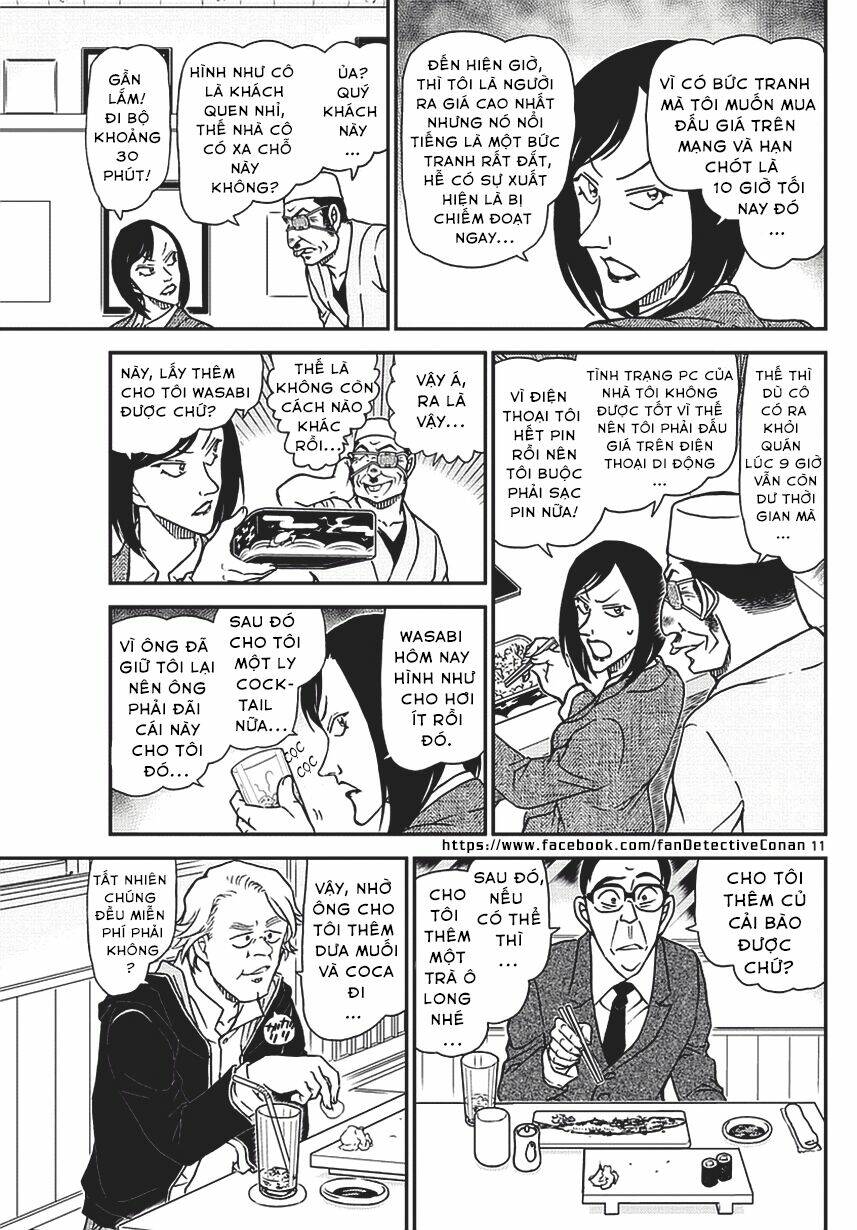 VÌ CÓ BỨC TRANH
MÀ TÔI MUỐN MUA
ĐẤU GIÁ TRÊN
MẠNG VÀ HẠN
CHÓT LÀ
10 GIỜ TỐI
NAY ĐÓ
...
ĐẾN HIỆN GIỜ,
THÌ TÔI LÀ NGƯỜI
RA GIÁ CAO NHẤT
NHƯNG NÓ NỔI
TIẾNG LÀ MỘT BỨC
TRANH RẤT ĐẮT,
HỄ CÓ SỰ XUẤT
HIỆN LÀ BỊ
CHIẾM ĐOẠT
NGAY...
ỦA?
QUÝ
KHÁCH
NÀY
...
HÌNH NHƯ CÔ
LÀ KHÁCH
QUEN NHỈ,
THẾ NHÀ CÔ
CÓ XA CHỖ
NÀY
KHÔNG?
GẦN
LẮM!
ĐI BỘ
KHOẢNG
30
PHÚT!
THẾ THÌ
DÙ CÔ
CÓ RA
KHỎI
QUÁN
LÚC 9 GIỜ
VẪN CÒN
DƯ THỜI
GIAN MÀ
...
TÌNH TRẠNG PC CỦA
NHÀ TÔI KHÔNG
ĐƯỢC TỐT VÌ THẾ
NÊN TÔI PHẢI ĐẤU
GIÁ TRÊN ĐIỆN
THOẠI DI ĐỘNG
...
VÌ ĐIỆN
THOẠI TÔI
HẾT PIN
RỒI NÊN
TÔI BUỘC
PHẢI SẠC
PIN NỮA!
VẬY Á,
RA LÀ
VẬY...
THẾ LÀ
KHÔNG CÒN
CÁCH NÀO
KHÁC
RỒI...
NÀY, LẤY THÊM
CHO TÔI WASABI
ĐƯỢC CHỨ?
WASABI
HÔM NAY
HÌNH NHƯ
CHO HƠI
ÍT RỒI
ĐÓ.
SAU ĐÓ
CHO TÔI
MỘT LY
COCK-
TAIL
NỮA...
CỌC
CỌC
VÌ ÔNG ĐÃ
GIỮ TÔI LẠI
NÊN ÔNG
PHẢI ĐÃI
CÁI NÀY
CHO TÔI
ĐÓ...
https://www.facebook.com/fanDetectiveConan 11
CHO TÔI
THÊM CỦ
CẢI BÀO
ĐƯỢC
CHỨ?
SAU ĐÓ,
NẾU
CÓ THỂ
THÌ
...
CHO
TÔI
THÊM
MỘT
TRÀ Ô
LONG
NHÉ
...
VẬY, NHỜ
ÔNG CHO
TÔI THÊM
DƯA MUỐI
VÀ COCA
ĐI
...
TẤT NHIÊN
CHÚNG
ĐỀU MIỄN
PHÍ PHẢI
KHÔNG
?